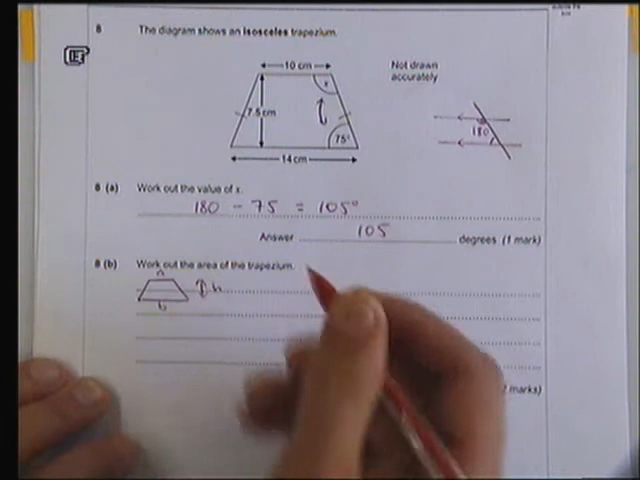 8 The diagram shows an isosceles trapezium.
10 cm
Not drawn
accurately
x
7.5 cm
180
75°
14 cm
8 (a) Work out the value of x.
180 - 75 = 105°
Answer 105 degrees (1 mark)
8 (b) Work out the area of the trapezium.
a
h
b
marks)